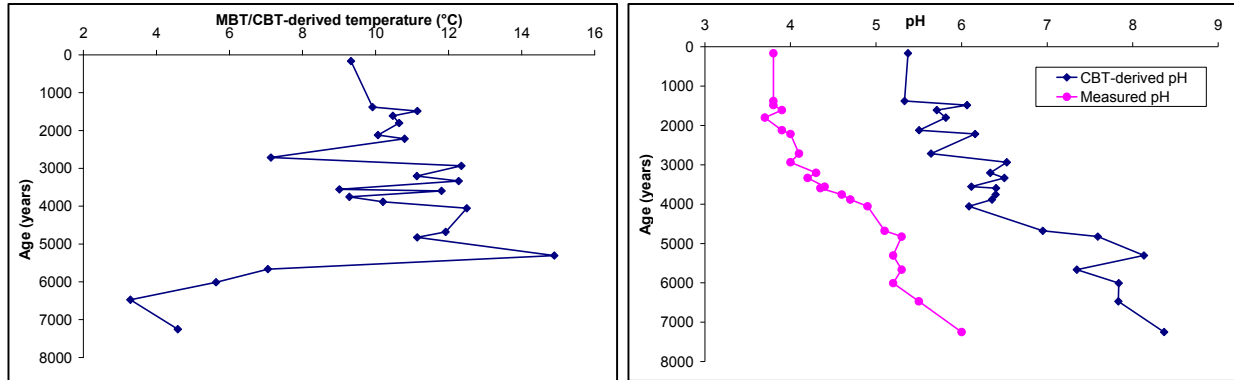 MBT/CBT-derived temperature (°C)
2 4 6 8 10 12 14 16
0
1000
2000
3000
4000
5000
6000
7000
8000
Age (years)
pH
3 4 5 6 7 8 9
0
1000
2000
3000
4000
5000
6000
7000
8000
Age (years)
CBT-derived pH
Measured pH